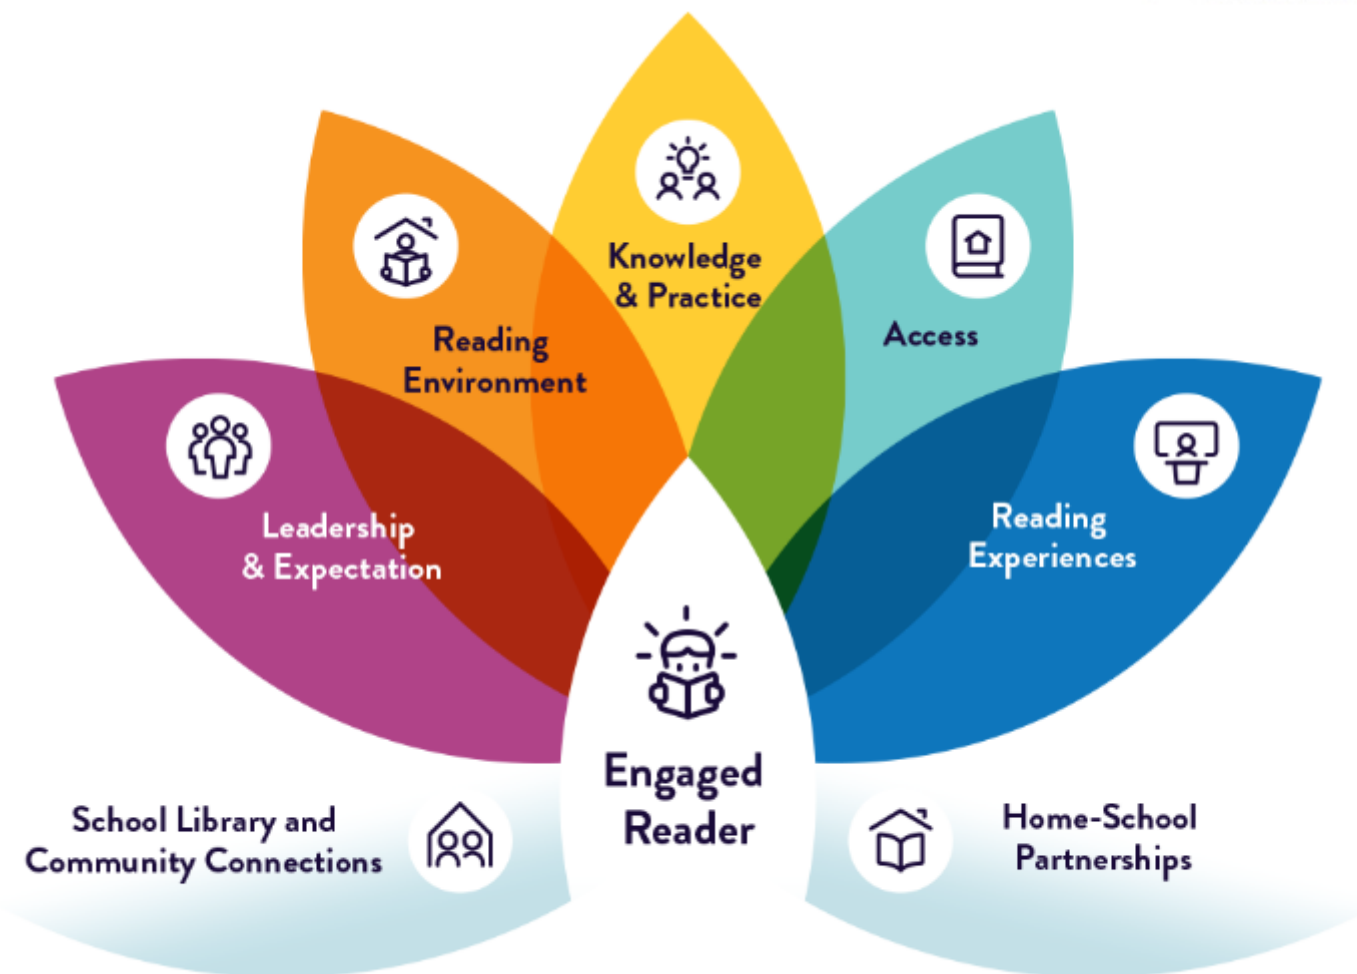 Knowledge
& Practice
Reading
Environment
Access
Leadership
& Expectation
Reading
Experiences
Engaged
Reader
School Library and
Community Connections
Home-School
Partnerships